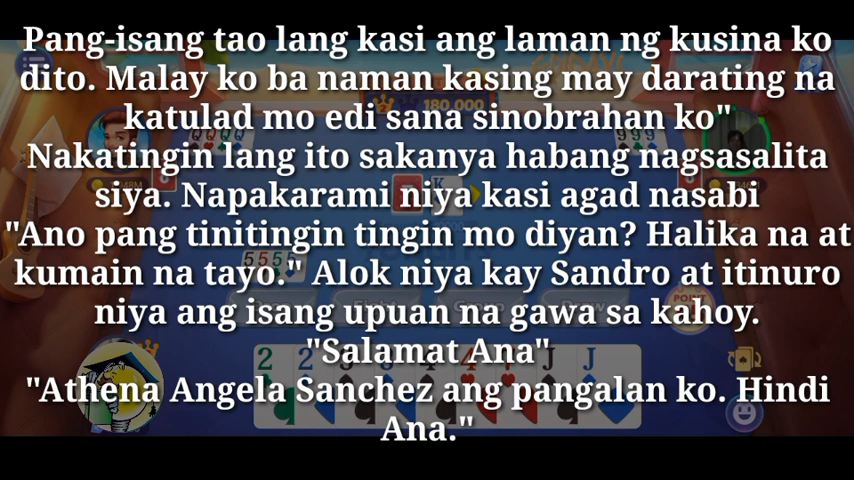 Pang-isang tao lang kasi ang laman ng kusina ko
dito. Malay ko ba naman kasing may darating na
katulad mo edi sana sinobrahan ko"
Nakatingin lang ito sakanya habang nagsasalita
siya. Napakarami niya kasi agad nasabi
"Ano pang tinitingin tingin mo diyan? Halika na at
kumain na tayo." Alok niya kay Sandro at itinuro
niya ang isang upuan na gawa sa kahoy.
"Salamat Ana"
"Athena Angela Sanchez ang pangalan ko. Hindi
Ana."
180,000